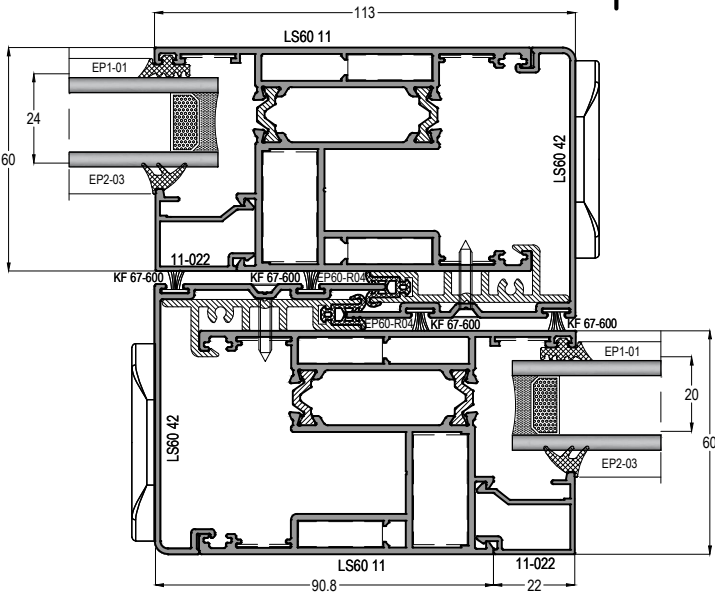 113
LS60 11
EP1-01
24
60
LS60 42
EP2-03
11-022
KF 67-600
KF 67-600
EP60-R04
EP60-R04
KF 67-600
KF 67-600
EP1-01
20
60
LS60 42
EP2-03
LS60 11
11-022
90.8
22